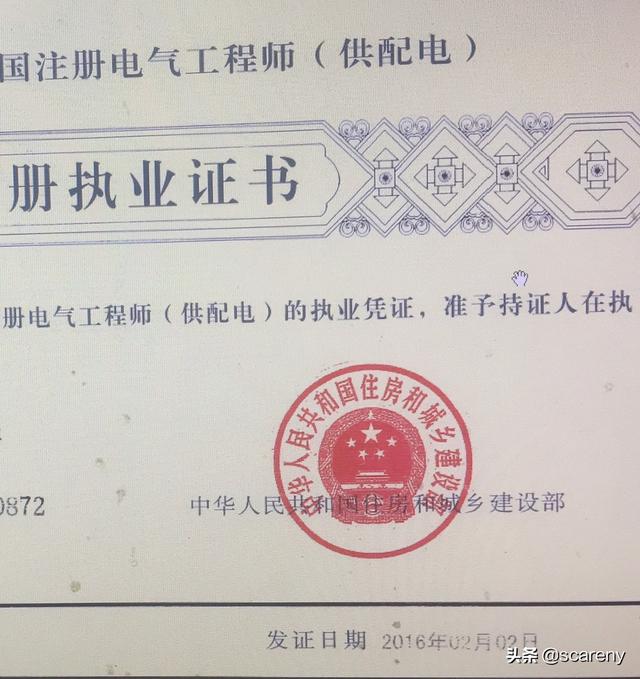 国注册电气工程师（供配电）
册执业证书
册电气工程师（供配电）的执业凭证，准予持证人在执
中华人民共和国住房和城乡建设部
0872
中华人民共和国住房和城乡建设部
发证日期 2016年02月02日
头条 @scareny